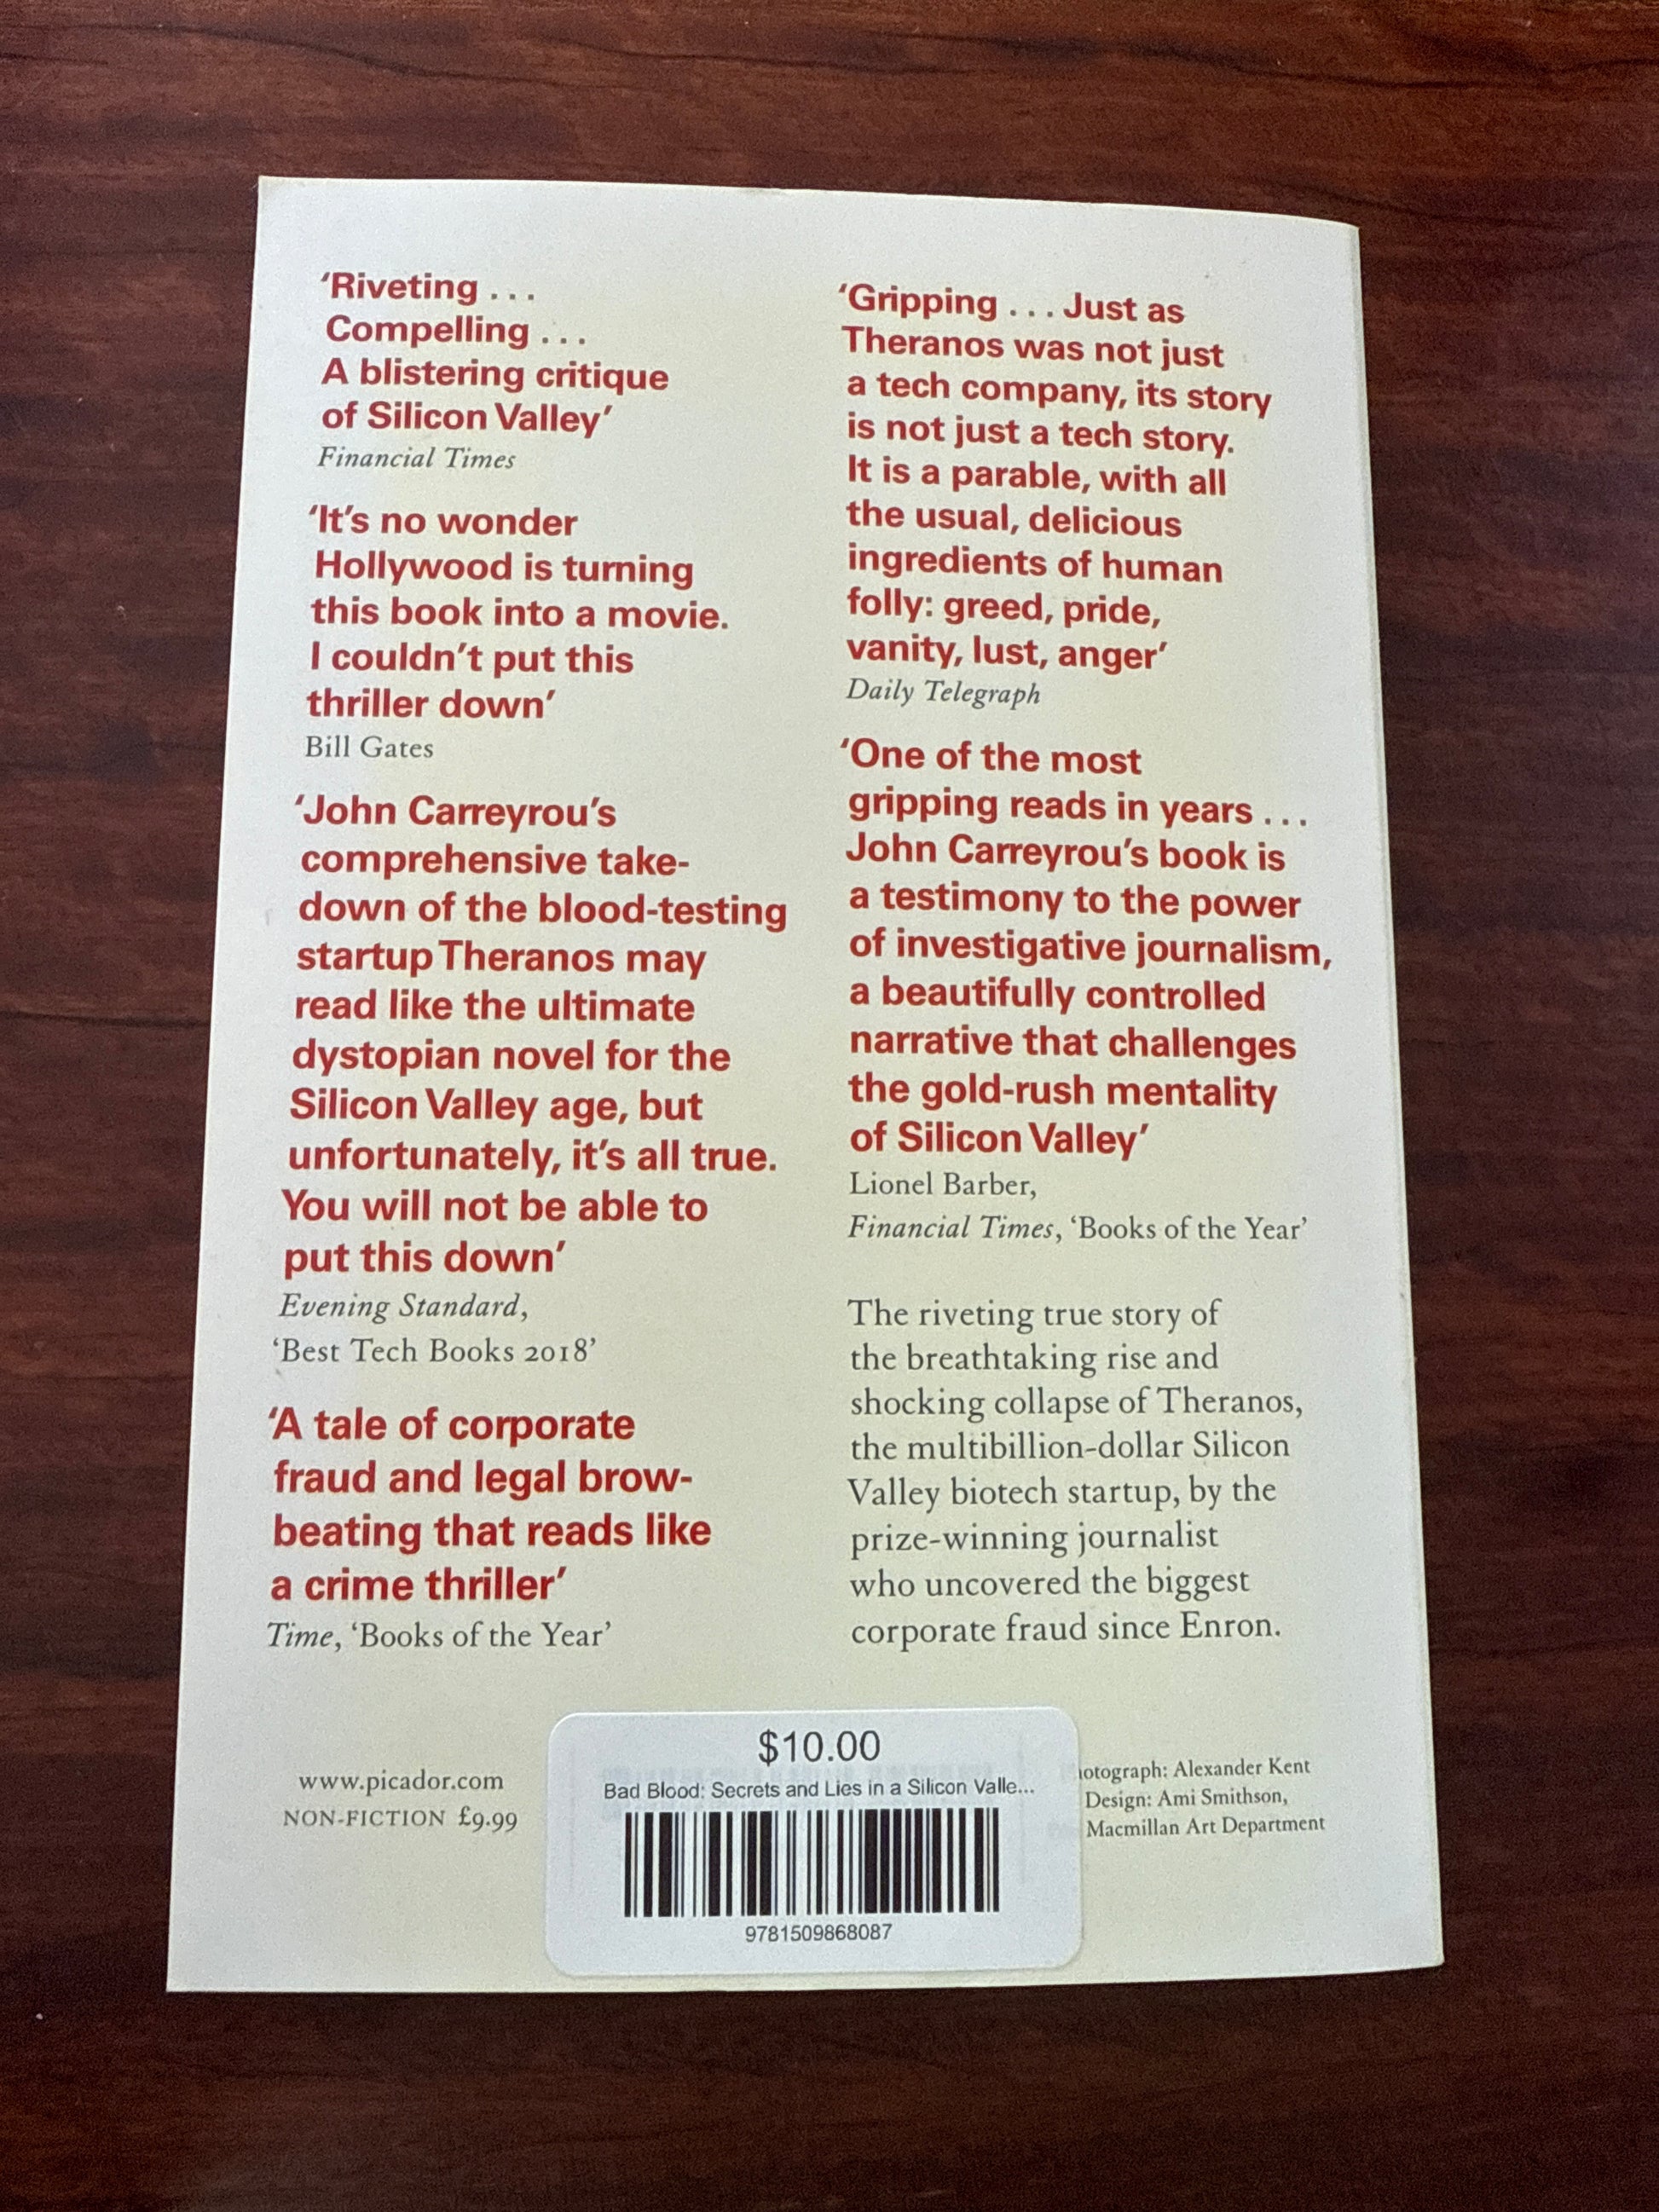 ‘Riveting . . .
Compelling . . .
A blistering critique
of Silicon Valley’
Financial Times
‘It’s no wonder
Hollywood is turning
this book into a movie.
I couldn’t put this
thriller down’
Bill Gates
‘John Carreyrou’s
comprehensive take-
down of the blood-testing
startup Theranos may
read like the ultimate
dystopian novel for the
Silicon Valley age, but
unfortunately, it’s all true.
You will not be able to
put this down’
Evening Standard,
‘Best Tech Books 2018’
‘A tale of corporate
fraud and legal brow-
beating that reads like
a crime thriller’
Time, ‘Books of the Year’
‘Gripping . . . Just as
Theranos was not just
a tech company, its story
is not just a tech story.
It is a parable, with all
the usual, delicious
ingredients of human
folly: greed, pride,
vanity, lust, anger’
Daily Telegraph
‘One of the most
gripping reads in years . . .
John Carreyrou’s book is
a testimony to the power
of investigative journalism,
a beautifully controlled
narrative that challenges
the gold-rush mentality
of Silicon Valley’
Lionel Barber,
Financial Times, ‘Books of the Year’
The riveting true story of
the breathtaking rise and
shocking collapse of Theranos,
the multibillion-dollar Silicon
Valley biotech startup, by the
prize-winning journalist
who uncovered the biggest
corporate fraud since Enron.
www.picador.com
NON-FICTION £9.99
$10.00
Bad Blood: Secrets and Lies in a Silicon Valle...
9781509868087
otograph: Alexander Kent
Design: Ami Smithson,
Macmillan Art Department